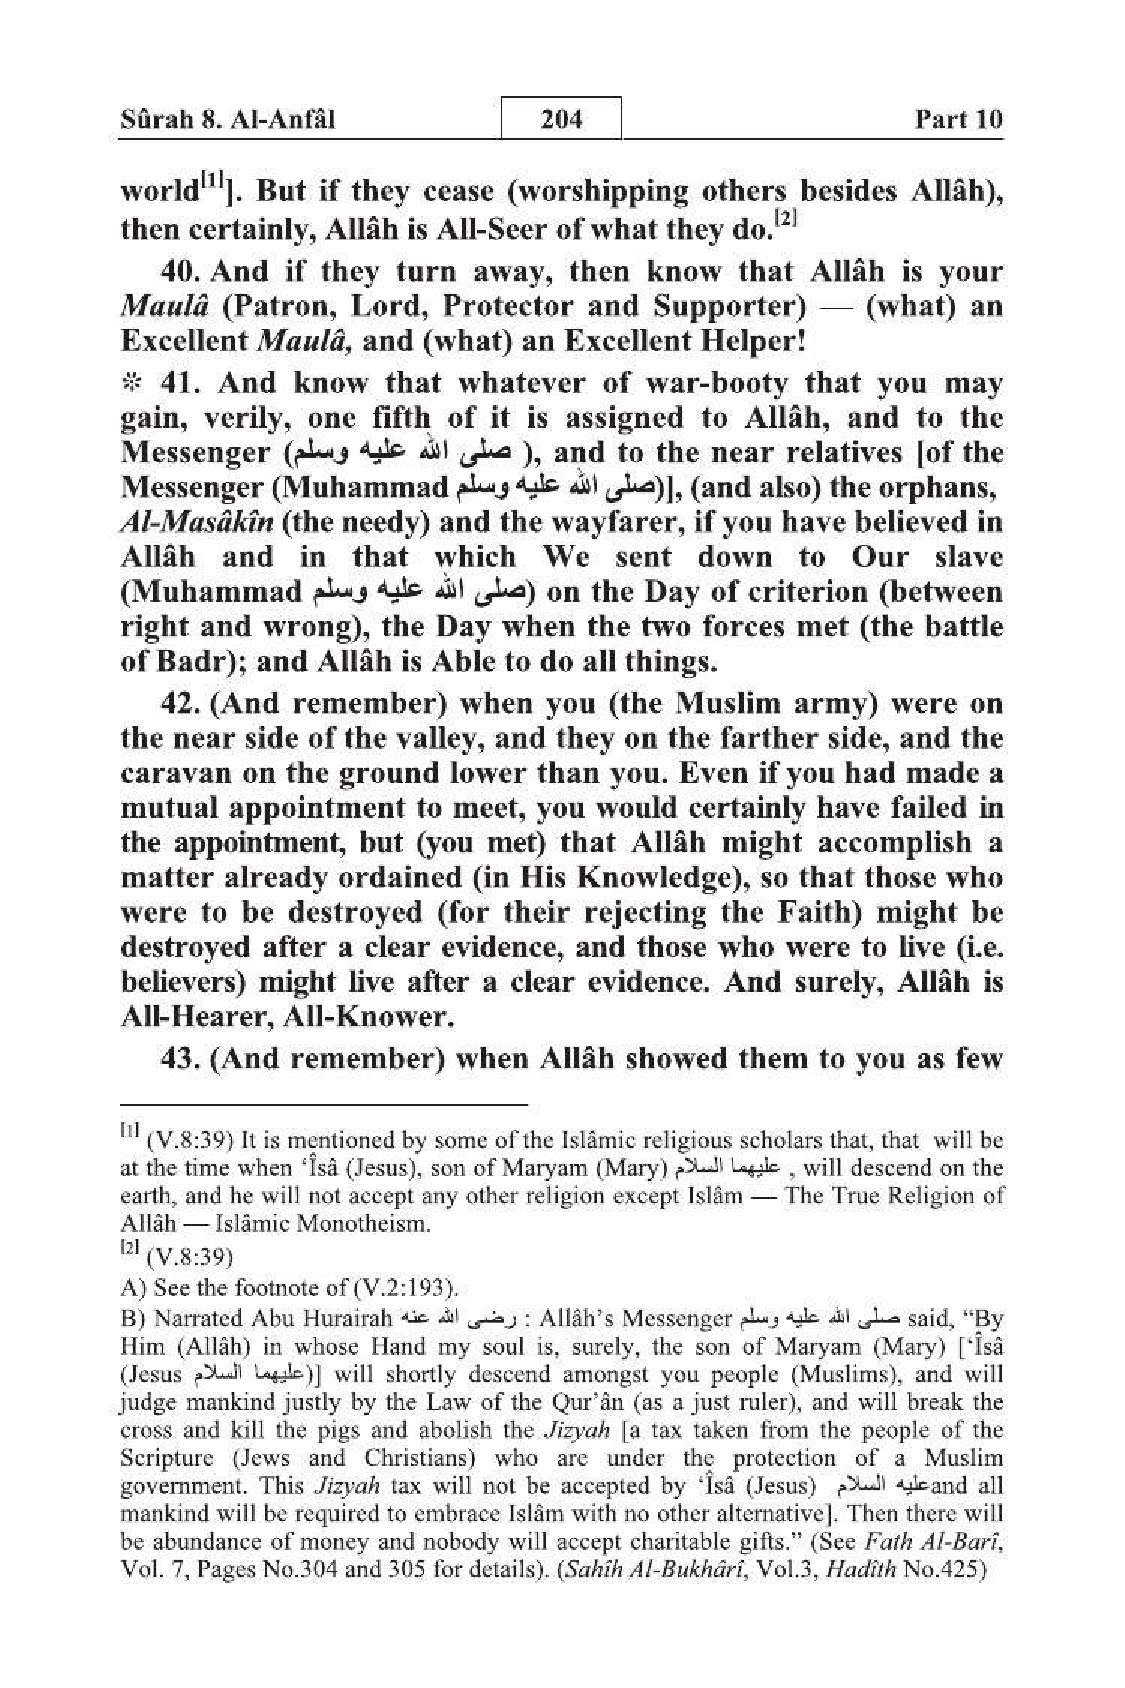 Sûrah 8. Al-Anfâl 204 Part 10
world[1]]. But if they cease (worshipping others besides Allâh),
then certainly, Allâh is All-Seer of what they do.[2]
40. And if they turn away, then know that Allâh is your
Maulâ (Patron, Lord, Protector and Supporter) — (what) an
Excellent Maulâ, and (what) an Excellent Helper!
* 41. And know that whatever of war-booty that you may
gain, verily, one fifth of it is assigned to Allâh, and to the
Messenger (صلى الله عليه وسلم ), and to the near relatives [of the
Messenger (Muhammad صلى الله عليه وسلم)], (and also) the orphans,
Al-Masâkîn (the needy) and the wayfarer, if you have believed in
Allâh and in that which We sent down to Our slave
(Muhammad صلى الله عليه وسلم) on the Day of criterion (between
right and wrong), the Day when the two forces met (the battle
of Badr); and Allâh is Able to do all things.
42. (And remember) when you (the Muslim army) were on
the near side of the valley, and they on the farther side, and the
caravan on the ground lower than you. Even if you had made a
mutual appointment to meet, you would certainly have failed in
the appointment, but (you met) that Allâh might accomplish a
matter already ordained (in His Knowledge), so that those who
were to be destroyed (for their rejecting the Faith) might be
destroyed after a clear evidence, and those who were to live (i.e.
believers) might live after a clear evidence. And surely, Allâh is
All-Hearer, All-Knower.
43. (And remember) when Allâh showed them to you as few
[1] (V.8:39) It is mentioned by some of the Islâmic religious scholars that, that will be
at the time when ‘Îsâ (Jesus), son of Maryam (Mary) عليهما السلام , will descend on the
earth, and he will not accept any other religion except Islâm — The True Religion of
Allâh — Islâmic Monotheism.
[2] (V.8:39)
A) See the footnote of (V.2:193).
B) Narrated Abu Hurairah رضى الله عنه : Allâh’s Messenger صلى الله عليه وسلم said, “By
Him (Allâh) in whose Hand my soul is, surely, the son of Maryam (Mary) [‘Îsâ
(Jesus عليهما السلام)] will shortly descend amongst you people (Muslims), and will
judge mankind justly by the Law of the Qur’ân (as a just ruler), and will break the
cross and kill the pigs and abolish the Jizyah [a tax taken from the people of the
Scripture (Jews and Christians) who are under the protection of a Muslim
government. This Jizyah tax will not be accepted by ‘Îsâ (Jesus) عليه السلامand all
mankind will be required to embrace Islâm with no other alternative]. Then there will
be abundance of money and nobody will accept charitable gifts.” (See Fath Al-Barî,
Vol. 7, Pages No.304 and 305 for details). (Sahîh Al-Bukhârî, Vol.3, Hadîth No.425)